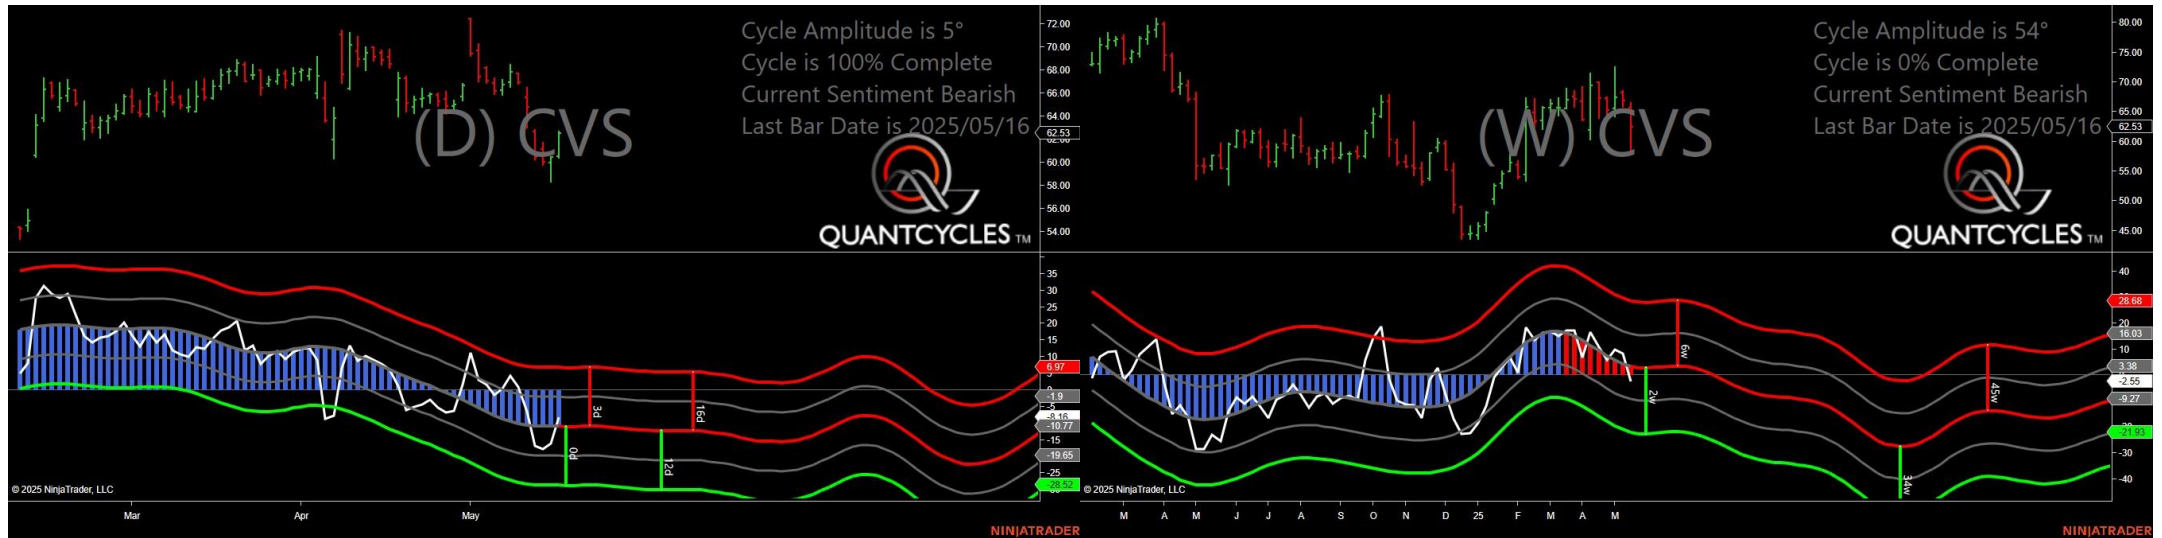 Cycle Amplitude is 5°
Cycle is 100% Complete
Current Sentiment Bearish
Last Bar Date is 2025/05/16
(D) CVS
QUANTCYCLES TM
72.00
70.00
68.00
66.00
64.00
62.53
60.00
58.00
56.00
54.00
35
30
25
20
15
10
6.97
-1.9
-8.16
-10.77
-15
-19.65
-25
-28.52
3d
16d
0d
12d
© 2025 NinjaTrader, LLC
Mar Apr May
NINJATRADER
Cycle Amplitude is 54°
Cycle is 0% Complete
Current Sentiment Bearish
Last Bar Date is 2025/05/16
(W) CVS
QUANTCYCLES TM
80.00
75.00
70.00
65.00
62.53
60.00
55.00
50.00
45.00
40
28.68
20
16.03
10
3.38
-2.55
-9.27
-21.93
-30
-40
6w
2w
45w
34w
© 2025 NinjaTrader, LLC
M A M J J A S O N D 25 F M A M
NINJATRADER